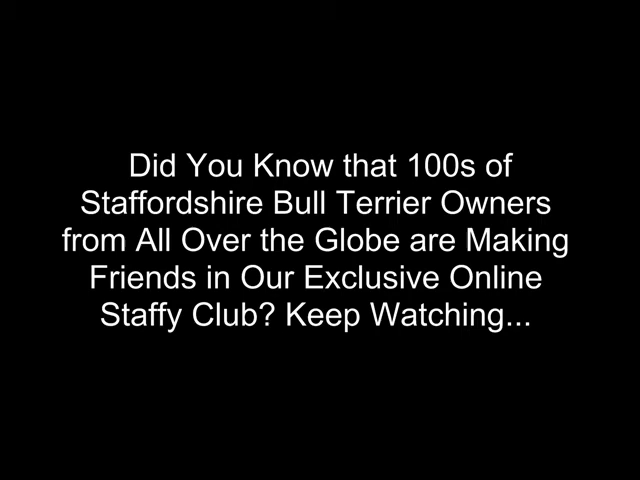 Did You Know that 100s of
Staffordshire Bull Terrier Owners
from All Over the Globe are Making
Friends in Our Exclusive Online
Staffy Club? Keep Watching...